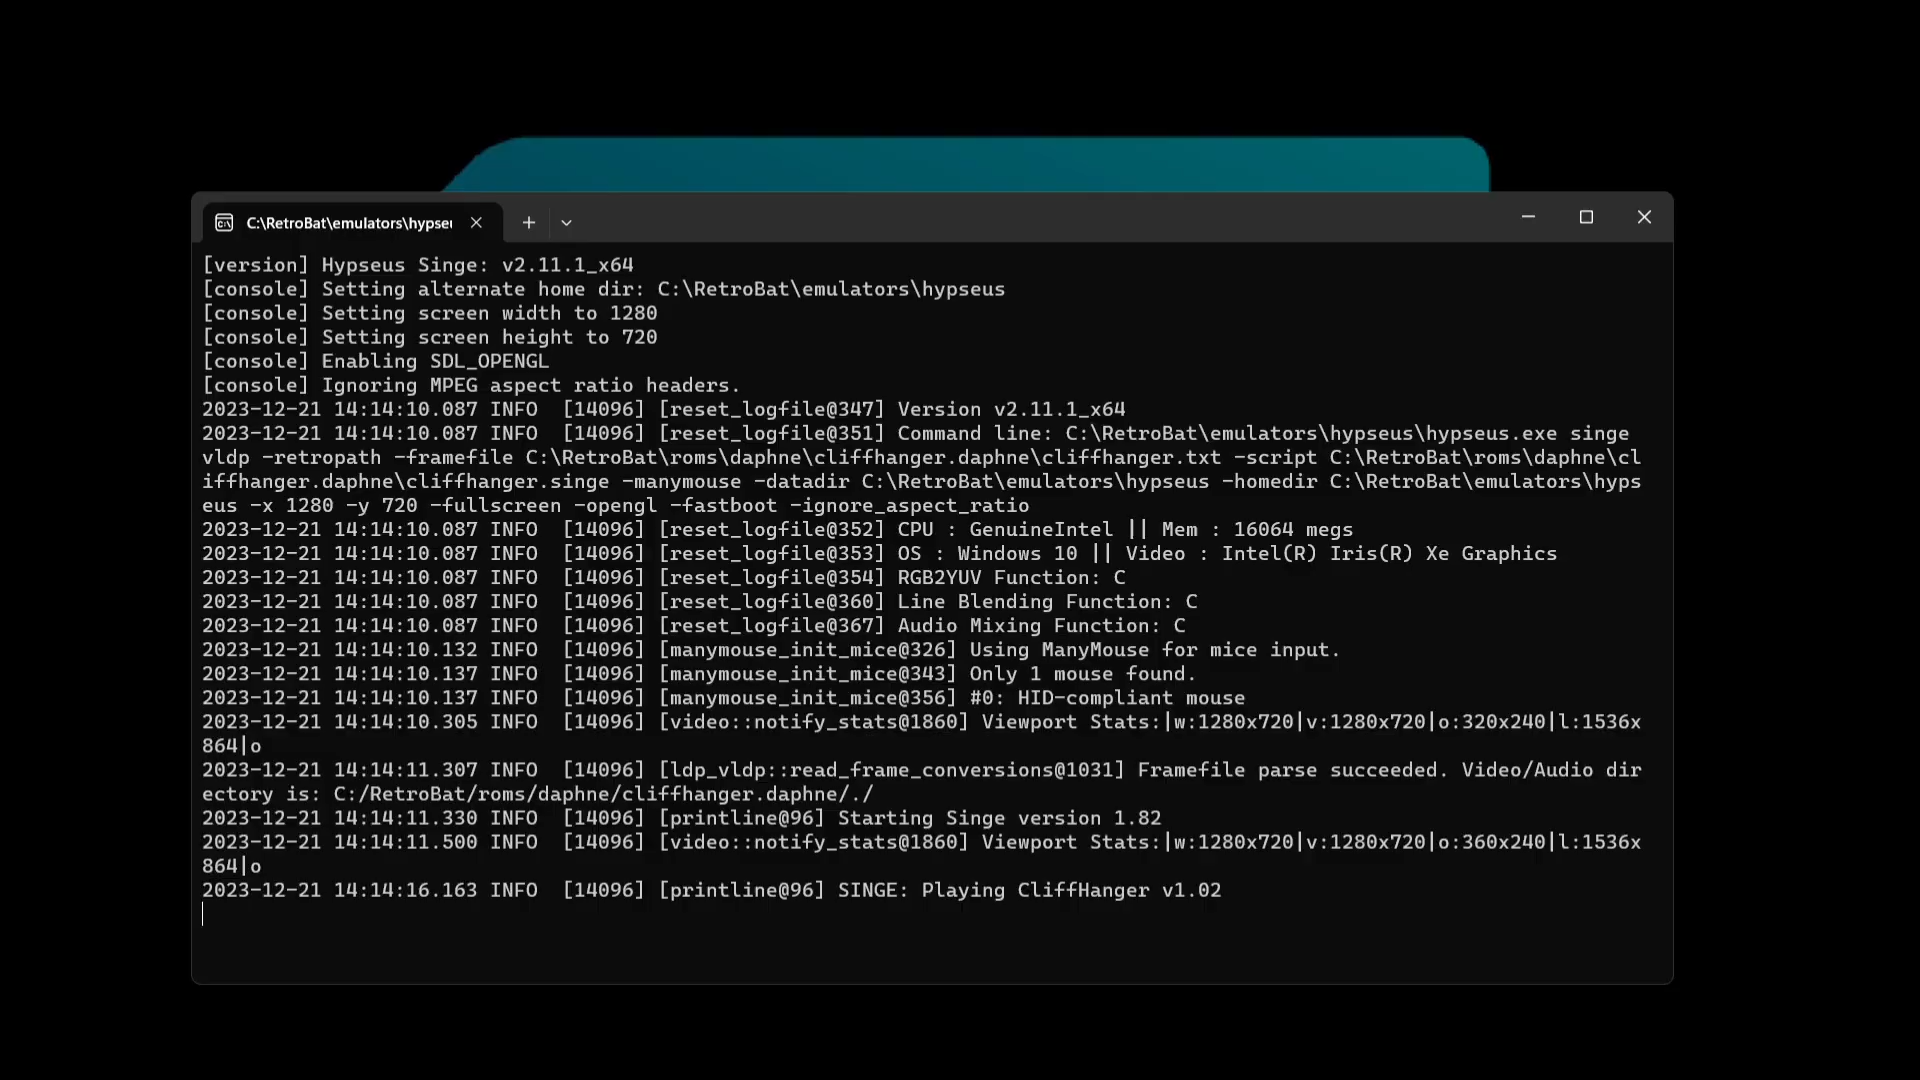 C:\RetroBat\emulators\hypseu
[version] Hypseus Singe: v2.11.1_x64
[console] Setting alternate home dir: C:\RetroBat\emulators\hypseus
[console] Setting screen width to 1280
[console] Setting screen height to 720
[console] Enabling SDL_OPENGL
[console] Ignoring MPEG aspect ratio headers.
2023-12-21 14:14:10.087 INFO  [14096] [reset_logfile@347] Version v2.11.1_x64
2023-12-21 14:14:10.087 INFO  [14096] [reset_logfile@351] Command line: C:\RetroBat\emulators\hypseus\hypseus.exe singe
vldp -retropath -framefile C:\RetroBat\roms\daphne\cliffhanger.daphne\cliffhanger.txt -script C:\RetroBat\roms\daphne\cl
iffhanger.daphne\cliffhanger.singe -manymouse -datadir C:\RetroBat\emulators\hypseus -homedir C:\RetroBat\emulators\hyps
eus -x 1280 -y 720 -fullscreen -opengl -fastboot -ignore_aspect_ratio
2023-12-21 14:14:10.087 INFO  [14096] [reset_logfile@352] CPU : GenuineIntel || Mem : 16064 megs
2023-12-21 14:14:10.087 INFO  [14096] [reset_logfile@353] OS : Windows 10 || Video : Intel(R) Iris(R) Xe Graphics
2023-12-21 14:14:10.087 INFO  [14096] [reset_logfile@354] RGB2YUV Function: C
2023-12-21 14:14:10.087 INFO  [14096] [reset_logfile@360] Line Blending Function: C
2023-12-21 14:14:10.087 INFO  [14096] [reset_logfile@367] Audio Mixing Function: C
2023-12-21 14:14:10.132 INFO  [14096] [manymouse_init_mice@326] Using ManyMouse for mice input.
2023-12-21 14:14:10.137 INFO  [14096] [manymouse_init_mice@343] Only 1 mouse found.
2023-12-21 14:14:10.137 INFO  [14096] [manymouse_init_mice@356] #0: HID-compliant mouse
2023-12-21 14:14:10.305 INFO  [14096] [video::notify_stats@1860] Viewport Stats:|w:1280x720|v:1280x720|o:320x240|l:1536x
864|o
2023-12-21 14:14:11.307 INFO  [14096] [ldp_vldp::read_frame_conversions@1031] Framefile parse succeeded. Video/Audio dir
ectory is: C:/RetroBat/roms/daphne/cliffhanger.daphne/./
2023-12-21 14:14:11.330 INFO  [14096] [printline@96] Starting Singe version 1.82
2023-12-21 14:14:11.500 INFO  [14096] [video::notify_stats@1860] Viewport Stats:|w:1280x720|v:1280x720|o:360x240|l:1536x
864|o
2023-12-21 14:14:16.163 INFO  [14096] [printline@96] SINGE: Playing CliffHanger v1.02